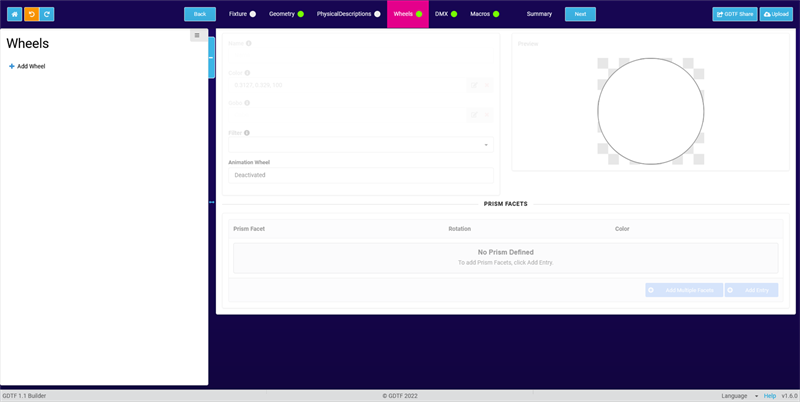 Back
Fixture
Geometry
PhysicalDescriptions
Wheels
DMX
Macros
Summary
Next
GDTF Share
Upload
Wheels
Add Wheel
Name
Preview
Color
0.3127, 0.329, 100
Gobo
Filter
Animation Wheel
Deactivated
PRISM FACETS
Prism Facet Rotation Color
No Prism Defined
To add Prism Facets, click Add Entry.
Add Multiple Facets
Add Entry
GDTF 1.1 Builder
© GDTF 2022
Language
Help
v1.6.0